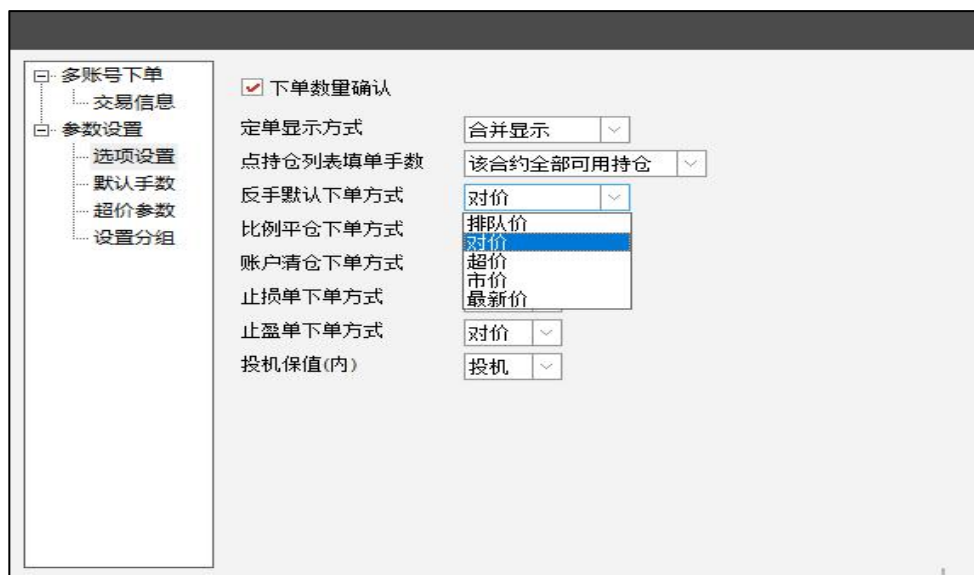 多账号下单
交易信息
参数设置
选项设置
默认手数
超价参数
设置分组
下单数量确认
定单显示方式 合并显示
点持仓列表填单手数 该合约全部可用持仓
反手默认下单方式 对价
排队价
对价
超价
市价
最新价
比例平仓下单方式
账户清仓下单方式
止损单下单方式
止盈单下单方式 对价
投机保值(内) 投机